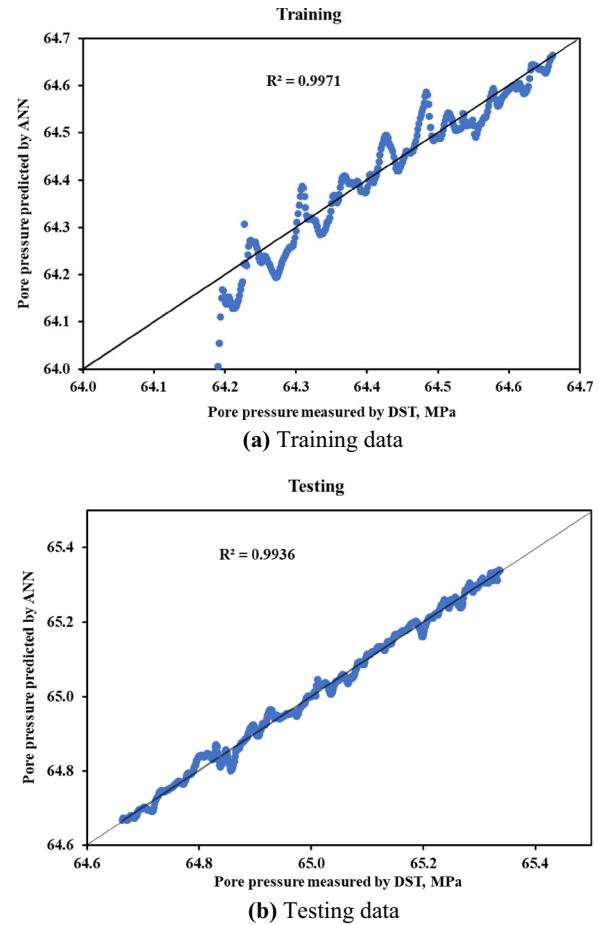 Training
64.7
64.6
64.5
64.4
64.3
64.2
64.1
64.0
Pore pressure predicted by ANN
R² = 0.9971
64.0 64.1 64.2 64.3 64.4 64.5 64.6 64.7
Pore pressure measured by DST, MPa
(a) Training data
Testing
65.4
65.2
65.0
64.8
64.6
Pore pressure predicted by ANN
R² = 0.9936
64.6 64.8 65.0 65.2 65.4
Pore pressure measured by DST, MPa
(b) Testing data